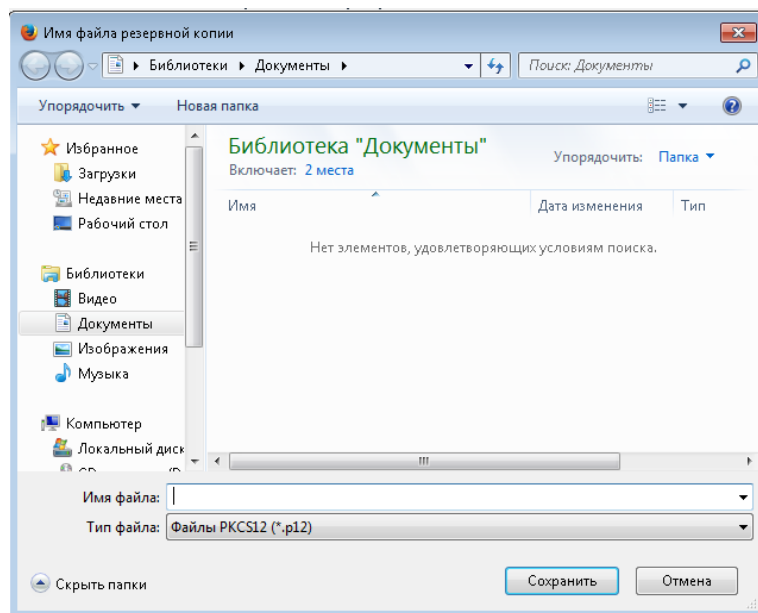 Имя файла резервной копии
Библиотеки Документы Поиск: Документы
Упорядочить Новая папка
Избранное
Загрузки
Недавние места
Рабочий стол
Библиотеки
Видео
Документы
Изображения
Музыка
Компьютер
Локальный диск
Библиотека "Документы"
Включает: 2 места
Упорядочить: Папка
Имя Дата изменения Тип
Нет элементов, удовлетворяющих условиям поиска.
Имя файла:
Тип файла: Файлы PKCS12 (*.p12)
Скрыть папки Сохранить Отмена